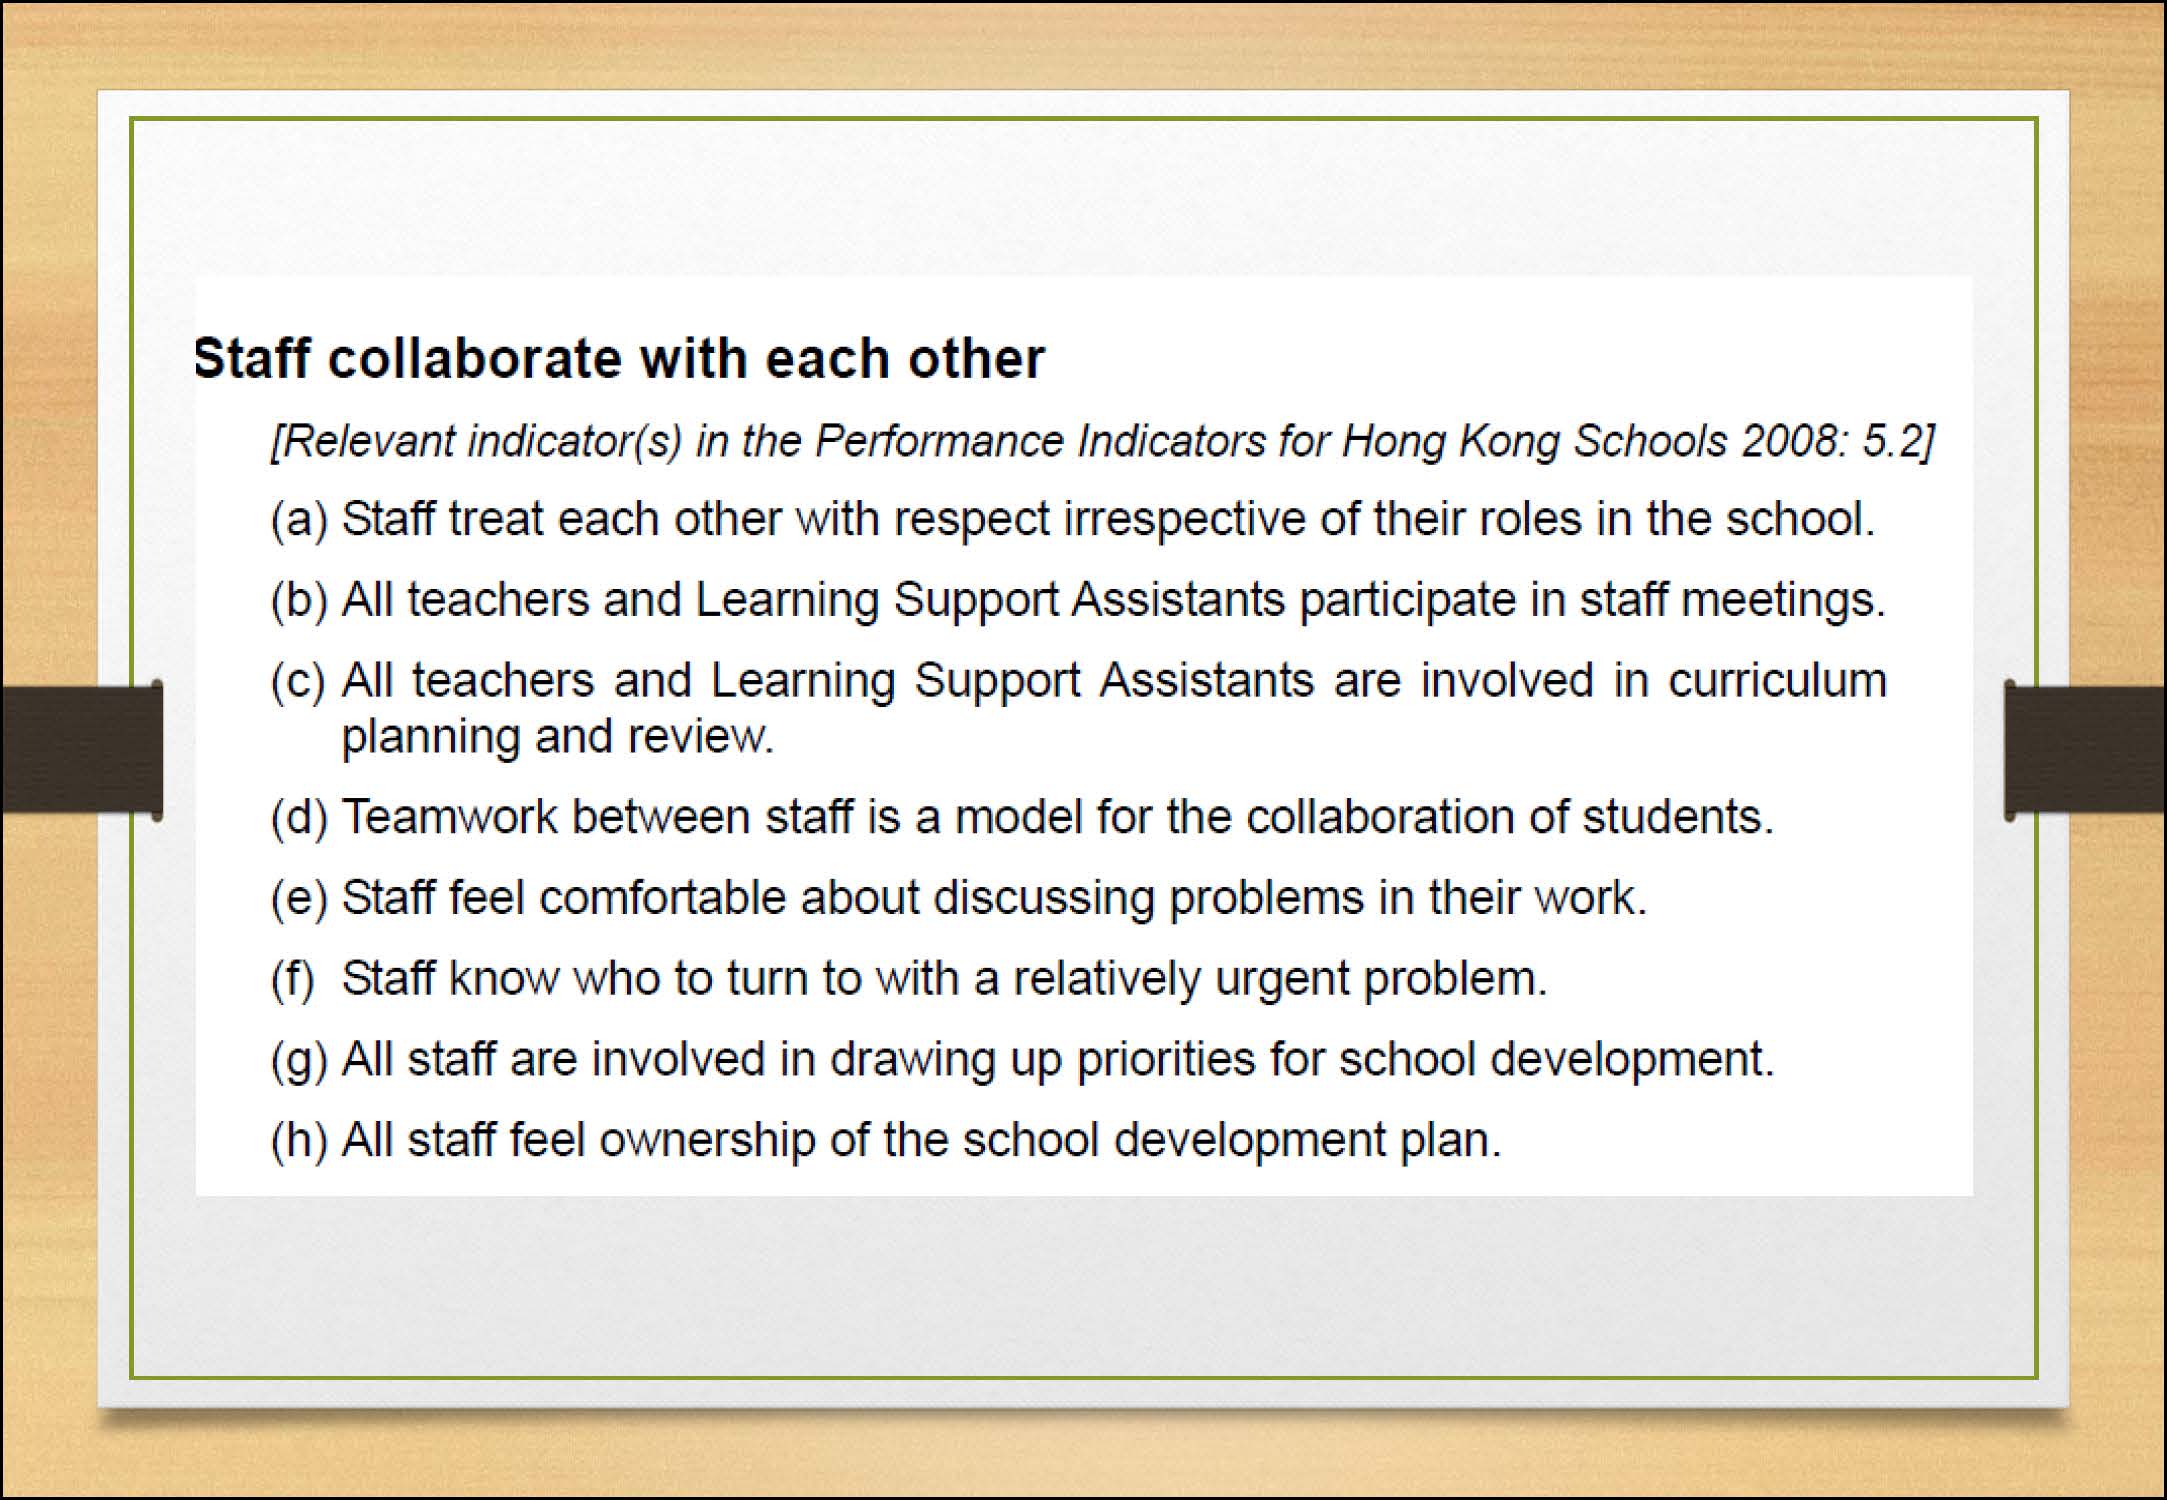 Staff collaborate with each other
[Relevant indicator(s) in the Performance Indicators for Hong Kong Schools 2008: 5.2]
(a) Staff treat each other with respect irrespective of their roles in the school.
(b) All teachers and Learning Support Assistants participate in staff meetings.
(c) All teachers and Learning Support Assistants are involved in curriculum
planning and review.
(d) Teamwork between staff is a model for the collaboration of students.
(e) Staff feel comfortable about discussing problems in their work.
(f) Staff know who to turn to with a relatively urgent problem.
(g) All staff are involved in drawing up priorities for school development.
(h) All staff feel ownership of the school development plan.